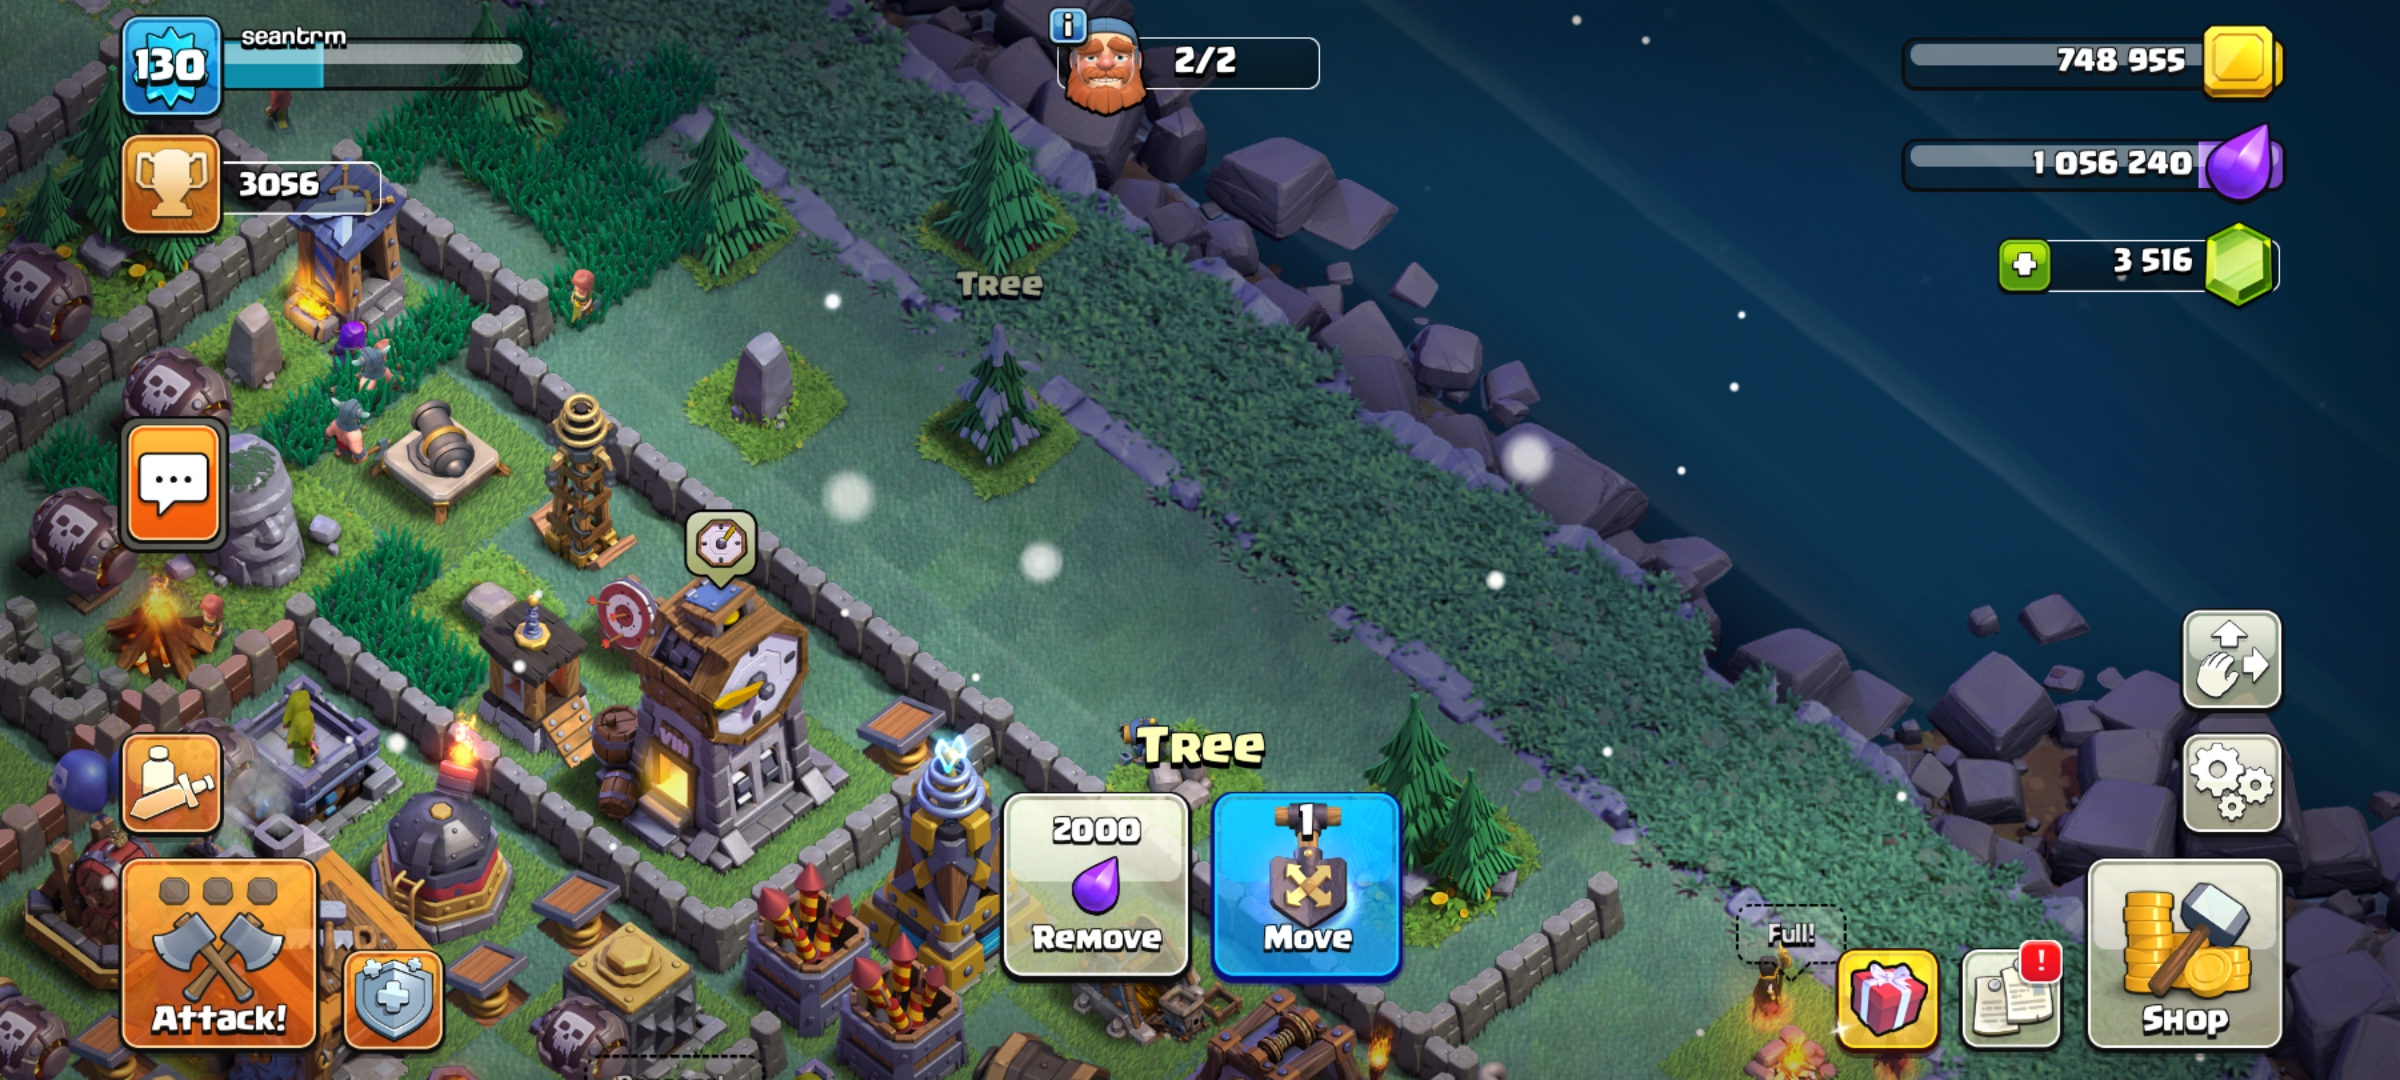 130
seantrm
i
2/2
748 955
3056
1 056 240
3 516
Tree
VIII
Tree
2000
Remove
1
Move
Full!
!
Attack!
Shop